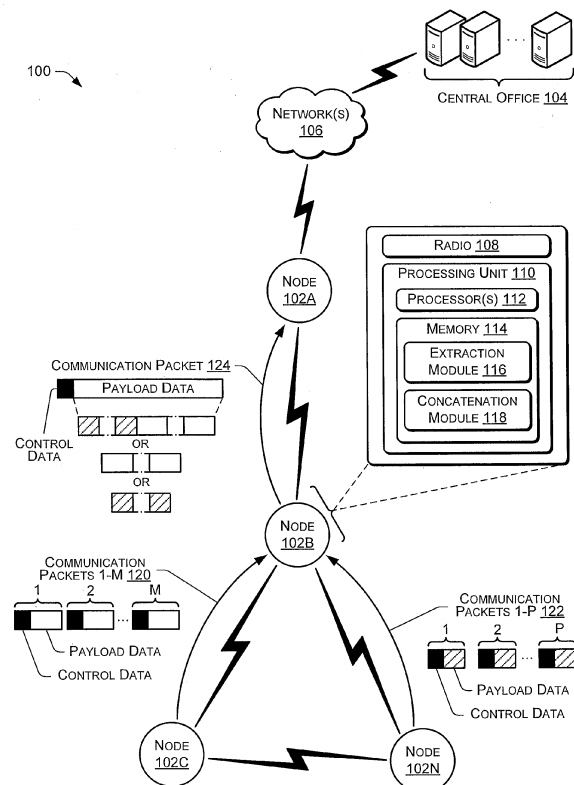 100
CENTRAL OFFICE 104
NETWORK(S)
106
RADIO 108
PROCESSING UNIT 110
PROCESSOR(S) 112
MEMORY 114
EXTRACTION
MODULE 116
CONCATENATION
MODULE 118
NODE
102A
COMMUNICATION PACKET 124
PAYLOAD DATA
CONTROL
DATA
OR
OR
NODE
102B
COMMUNICATION
PACKETS 1-M 120
1 2 ... M
PAYLOAD DATA
CONTROL DATA
COMMUNICATION
PACKETS 1-P 122
1 2 ... P
PAYLOAD DATA
CONTROL DATA
NODE
102C
NODE
102N